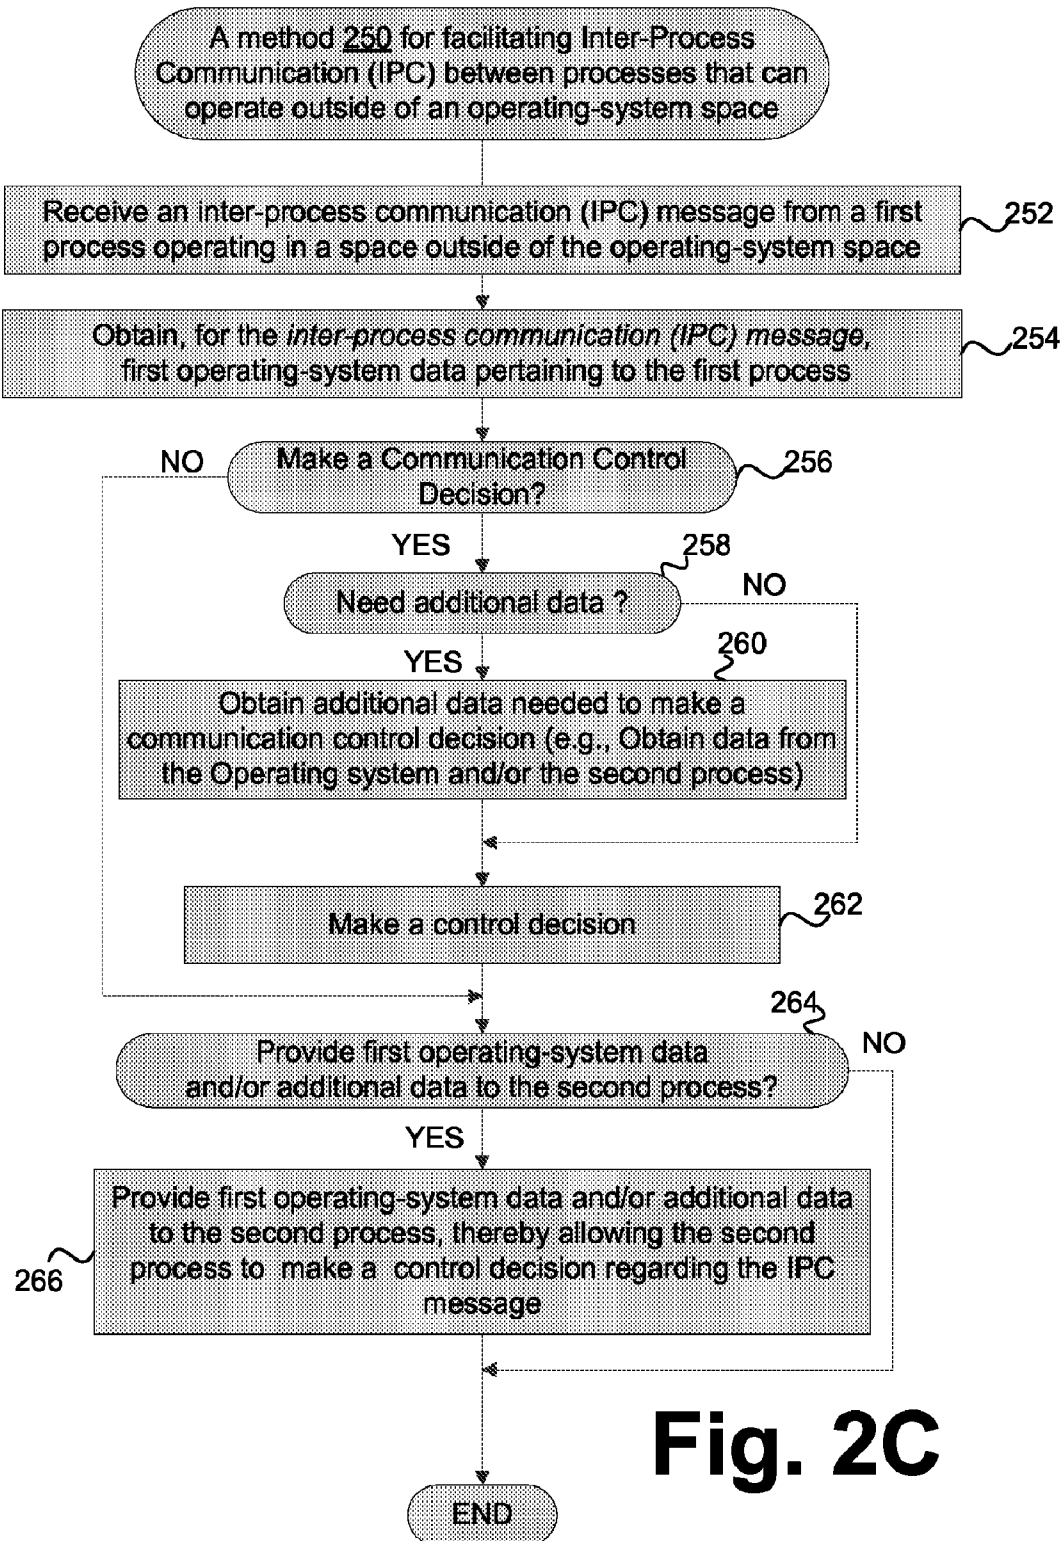 A method 250 for facilitating Inter-Process
Communication (IPC) between processes that can
operate outside of an operating-system space
Receive an inter-process communication (IPC) message from a first
process operating in a space outside of the operating-system space
252
Obtain, for the inter-process communication (IPC) message,
first operating-system data pertaining to the first process
254
NO
Make a Communication Control
Decision?
256
YES
258
Need additional data ?
NO
YES
260
Obtain additional data needed to make a
communication control decision (e.g., Obtain data from
the Operating system and/or the second process)
Make a control decision
262
264
Provide first operating-system data
and/or additional data to the second process?
NO
YES
Provide first operating-system data and/or additional data
to the second process, thereby allowing the second
process to make a control decision regarding the IPC
message
266
Fig. 2C
END